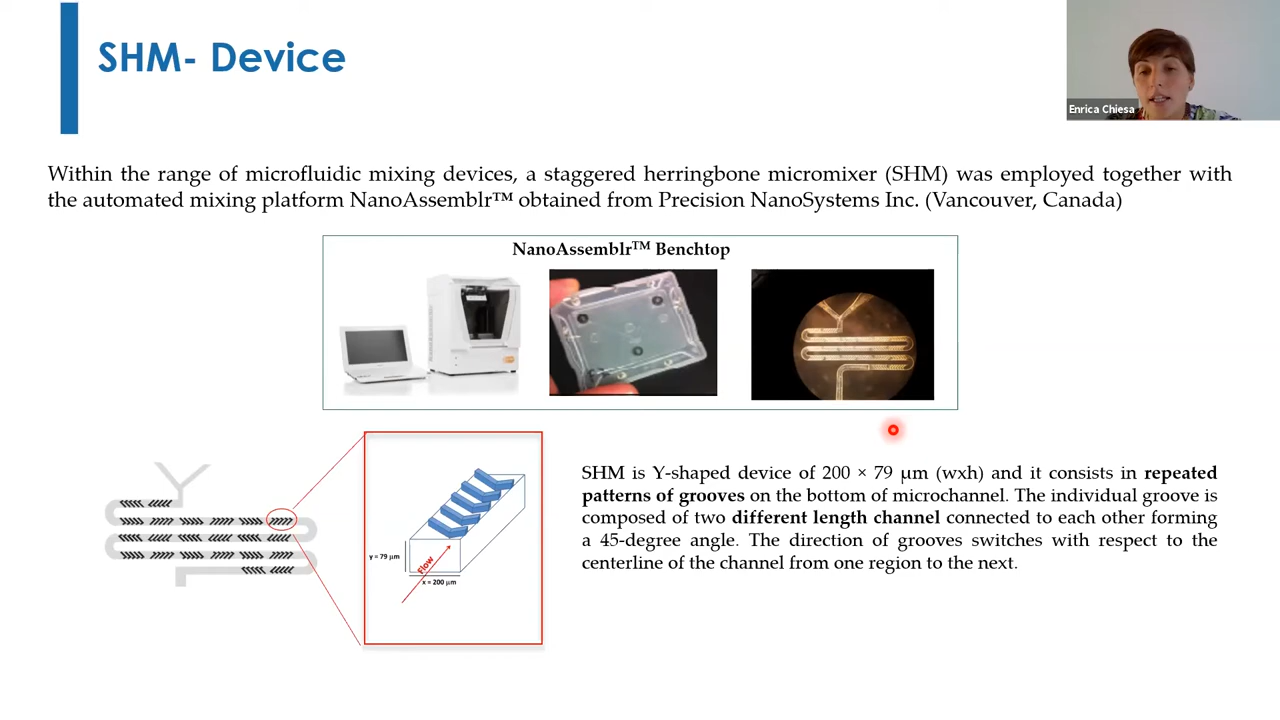 SHM- Device
Enrica Chiesa
Within the range of microfluidic mixing devices, a staggered herringbone micromixer (SHM) was employed together with
the automated mixing platform NanoAssemblr™ obtained from Precision NanoSystems Inc. (Vancouver, Canada)
NanoAssemblr™ Benchtop
SHM is Y-shaped device of 200 × 79 µm (wxh) and it consists in repeated
patterns of grooves on the bottom of microchannel. The individual groove is
composed of two different length channel connected to each other forming
a 45-degree angle. The direction of grooves switches with respect to the
centerline of the channel from one region to the next.
y = 79 µm
Flow
x = 200 µm